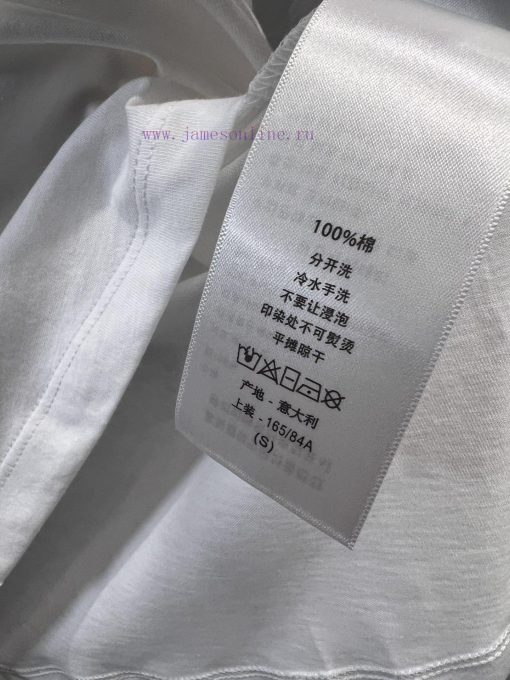 www.jamesonline.ru
100%棉
分开洗
冷水手洗
不要让浸泡
印染处不可熨烫
平摊晾干
产地 - 意大利
上装 - 165/84A
(S)